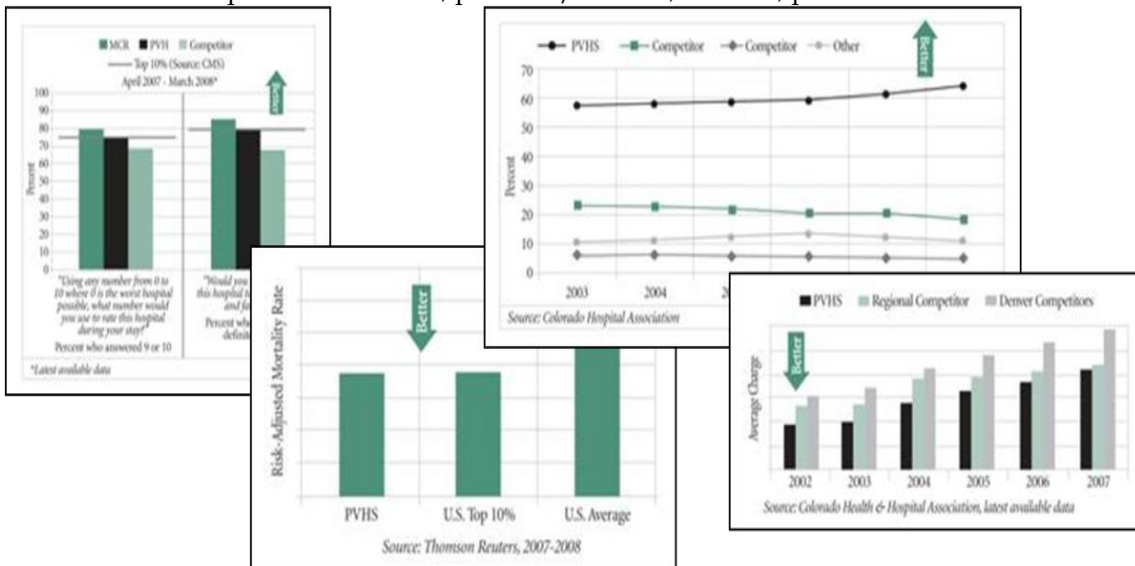 MCR PVH Competitor
Top 10% (Source: CMS)
April 2007 - March 2008*
Better
Percent
100
90
80
70
60
50
40
30
20
10
0
"Using any number from 0 to
10 where 0 is the worst hospital
possible, what number would
you use to rate this hospital
during your stay?"
Percent who answered 9 or 10
"Would you
this hospital
and
Percent
*Latest available data
PVHS Competitor Competitor Other
Better
Percent
70
60
50
40
30
20
10
0
2003 2004
Source: Colorado Hospital Association
Risk-Adjusted Mortality Rate
Better
PVHS U.S. Top 10% U.S. Average
Source: Thomson Reuters, 2007-2008
PVHS Regional Competitor Denver Competitors
Better
Average Charge
2002 2003 2004 2005 2006 2007
Source: Colorado Health & Hospital Association, latest available data